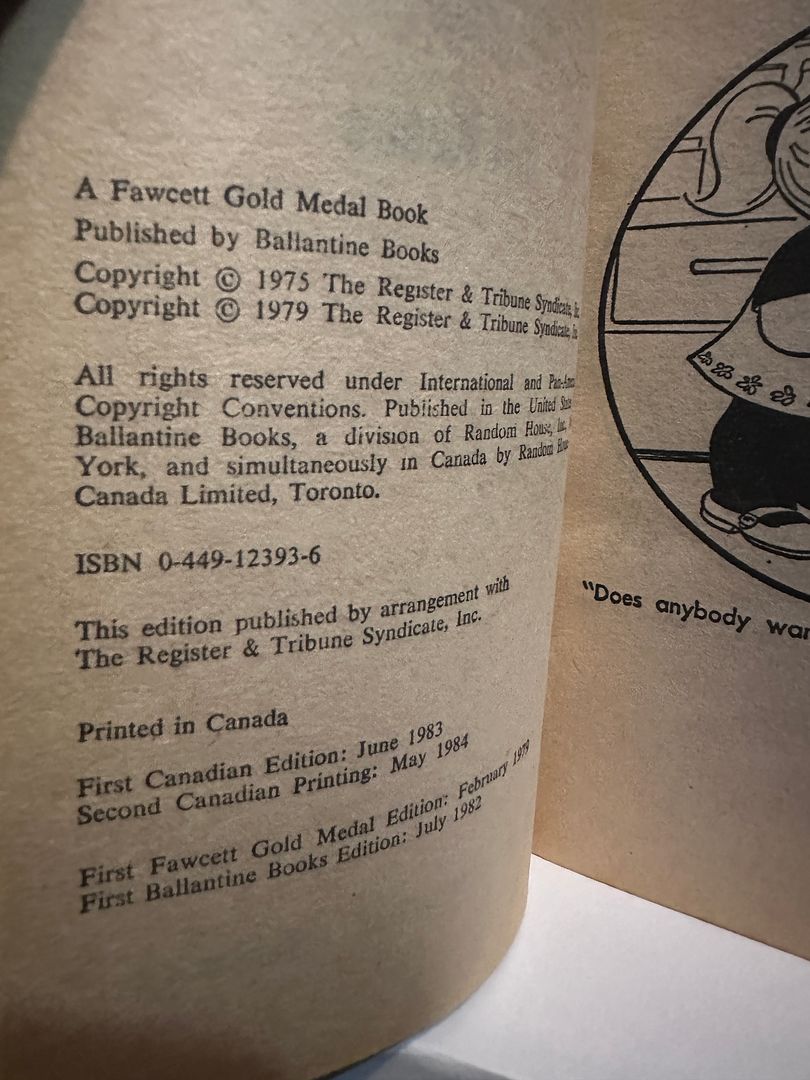 A Fawcett Gold Medal Book
Published by Ballantine Books
Copyright © 1975 The Register & Tribune Syndicate,
Copyright © 1979 The Register & Tribune Syndicate,
All rights reserved under International and
Copyright Conventions. Published in the United
Ballantine Books, a division of Random House, Inc.,
York, and simultaneously in Canada by Random
Canada Limited, Toronto.
ISBN 0-449-12393-6
This edition published by arrangement with
The Register & Tribune Syndicate, Inc.
Printed in Canada
First Canadian Edition: June 1983
Second Canadian Printing: May 1984
First Fawcett Gold Medal Edition: February 1979
First Ballantine Books Edition: July 1982
"Does anybody